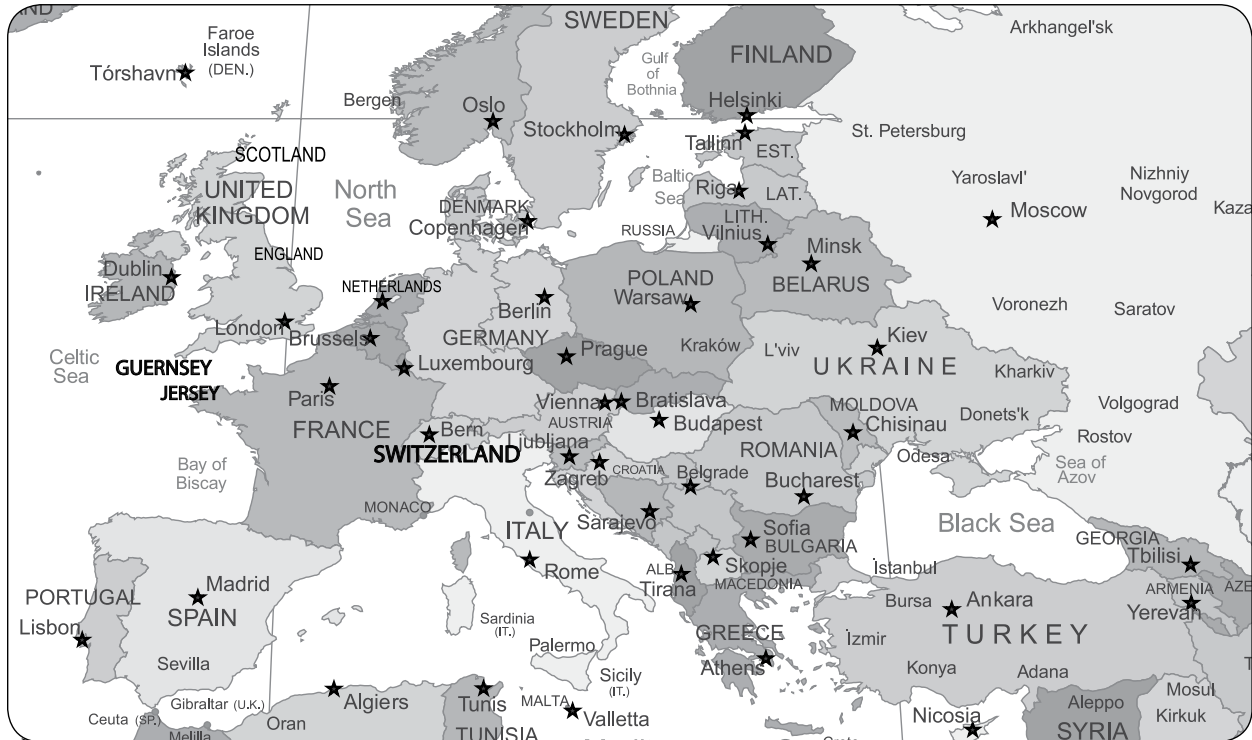 AND
Faroe
Islands
(DEN.)
Tórshavn
SWEDEN
Arkhangel'sk
FINLAND
Gulf
of
Bothnia
Bergen
Oslo
Helsinki
Stockholm
St. Petersburg
Tallinn
EST.
SCOTLAND
UNITED
KINGDOM
North
Sea
Baltic
Sea
Riga
LAT.
Yaroslavl'
Nizhniy
Novgorod
Moscow
Kaza
DENMARK
Copenhagen
RUSSIA
LITH.
Vilnius
Minsk
BELARUS
ENGLAND
Dublin
IRELAND
NETHERLANDS
POLAND
Warsaw
Berlin
Voronezh
Saratov
London
Brussels
GERMANY
Celtic
Sea
GUERNSEY
JERSEY
Luxembourg
Prague
Kraków
L'viv
Kiev
UKRAINE
Kharkiv
Paris
Vienna
Bratislava
AUSTRIA
Budapest
MOLDOVA
Chisinau
Donets'k
Volgograd
FRANCE
Bern
SWITZERLAND
Ljubljana
Zagreb
CROATIA
Belgrade
ROMANIA
Bucharest
Odesa
Rostov
Sea of
Azov
Bay of
Biscay
MONACO
ITALY
Sarajevo
Sofia
BULGARIA
Black Sea
GEORGIA
Tbilisi
Rome
ALB.
Tirana
Skopje
MACEDONIA
İstanbul
Bursa
Ankara
TURKEY
ARMENIA
Yerevan
AZE
PORTUGAL
Lisbon
Madrid
SPAIN
Sardinia
(IT.)
Palermo
GREECE
Athens
İzmir
Sevilla
Sicily
(IT.)
Konya
Adana
T
Gibraltar (U.K.)
Ceuta (SP.)
Melilla
Oran
Algiers
Tunis
TUNISIA
MALTA
Valletta
Nicosia
Aleppo
SYRIA
Mosul
Kirkuk